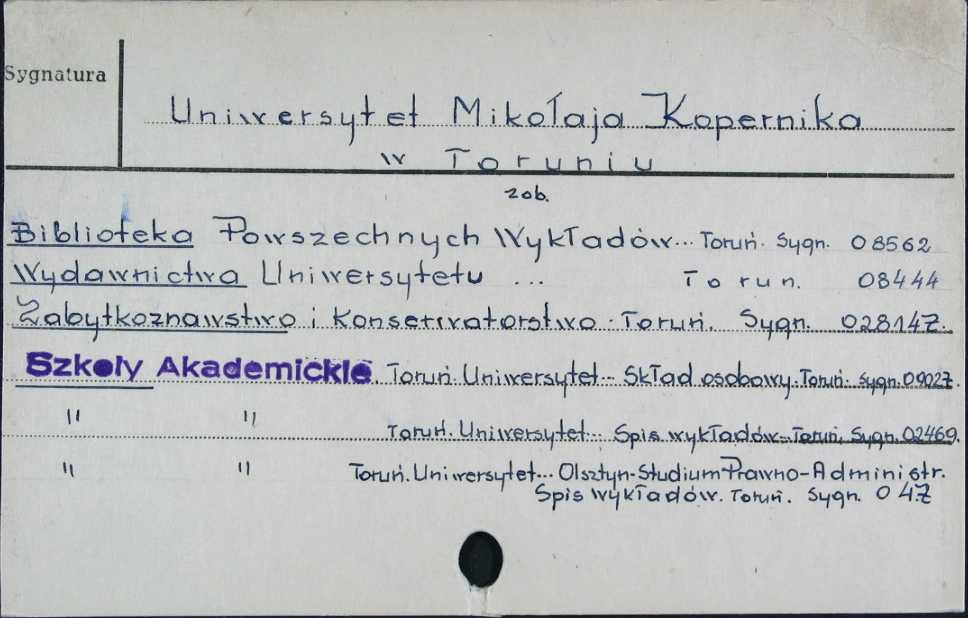 Sygnatura
Uniwersytet Mikołaja Kopernika
w Toruniu
zob.
Biblioteka Powszechnych Wykładów... Toruń. Sygn. 08562
Wydawnictwa Uniwersytetu ... Torun. 08444
Zabytkoznawstwo i Konserwatorstwo. Toruń. Sygn. 028147.
Szkoły Akademickie Toruń. Uniwersytet... Skład osobowy. Toruń. Sygn. 09027.
" " Toruń. Uniwersytet... Spis wykładów. Toruń, Sygn. 02469.
" " Toruń. Uniwersytet... Olsztyn-Studium Prawno-Administr.
Spis wykładów. Toruń. Sygn. 047